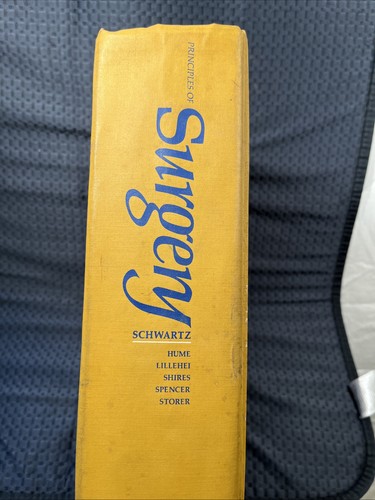 PRINCIPLES OF
Surgery
SCHWARTZ
HUME
LILLEHEI
SHIRES
SPENCER
STORER